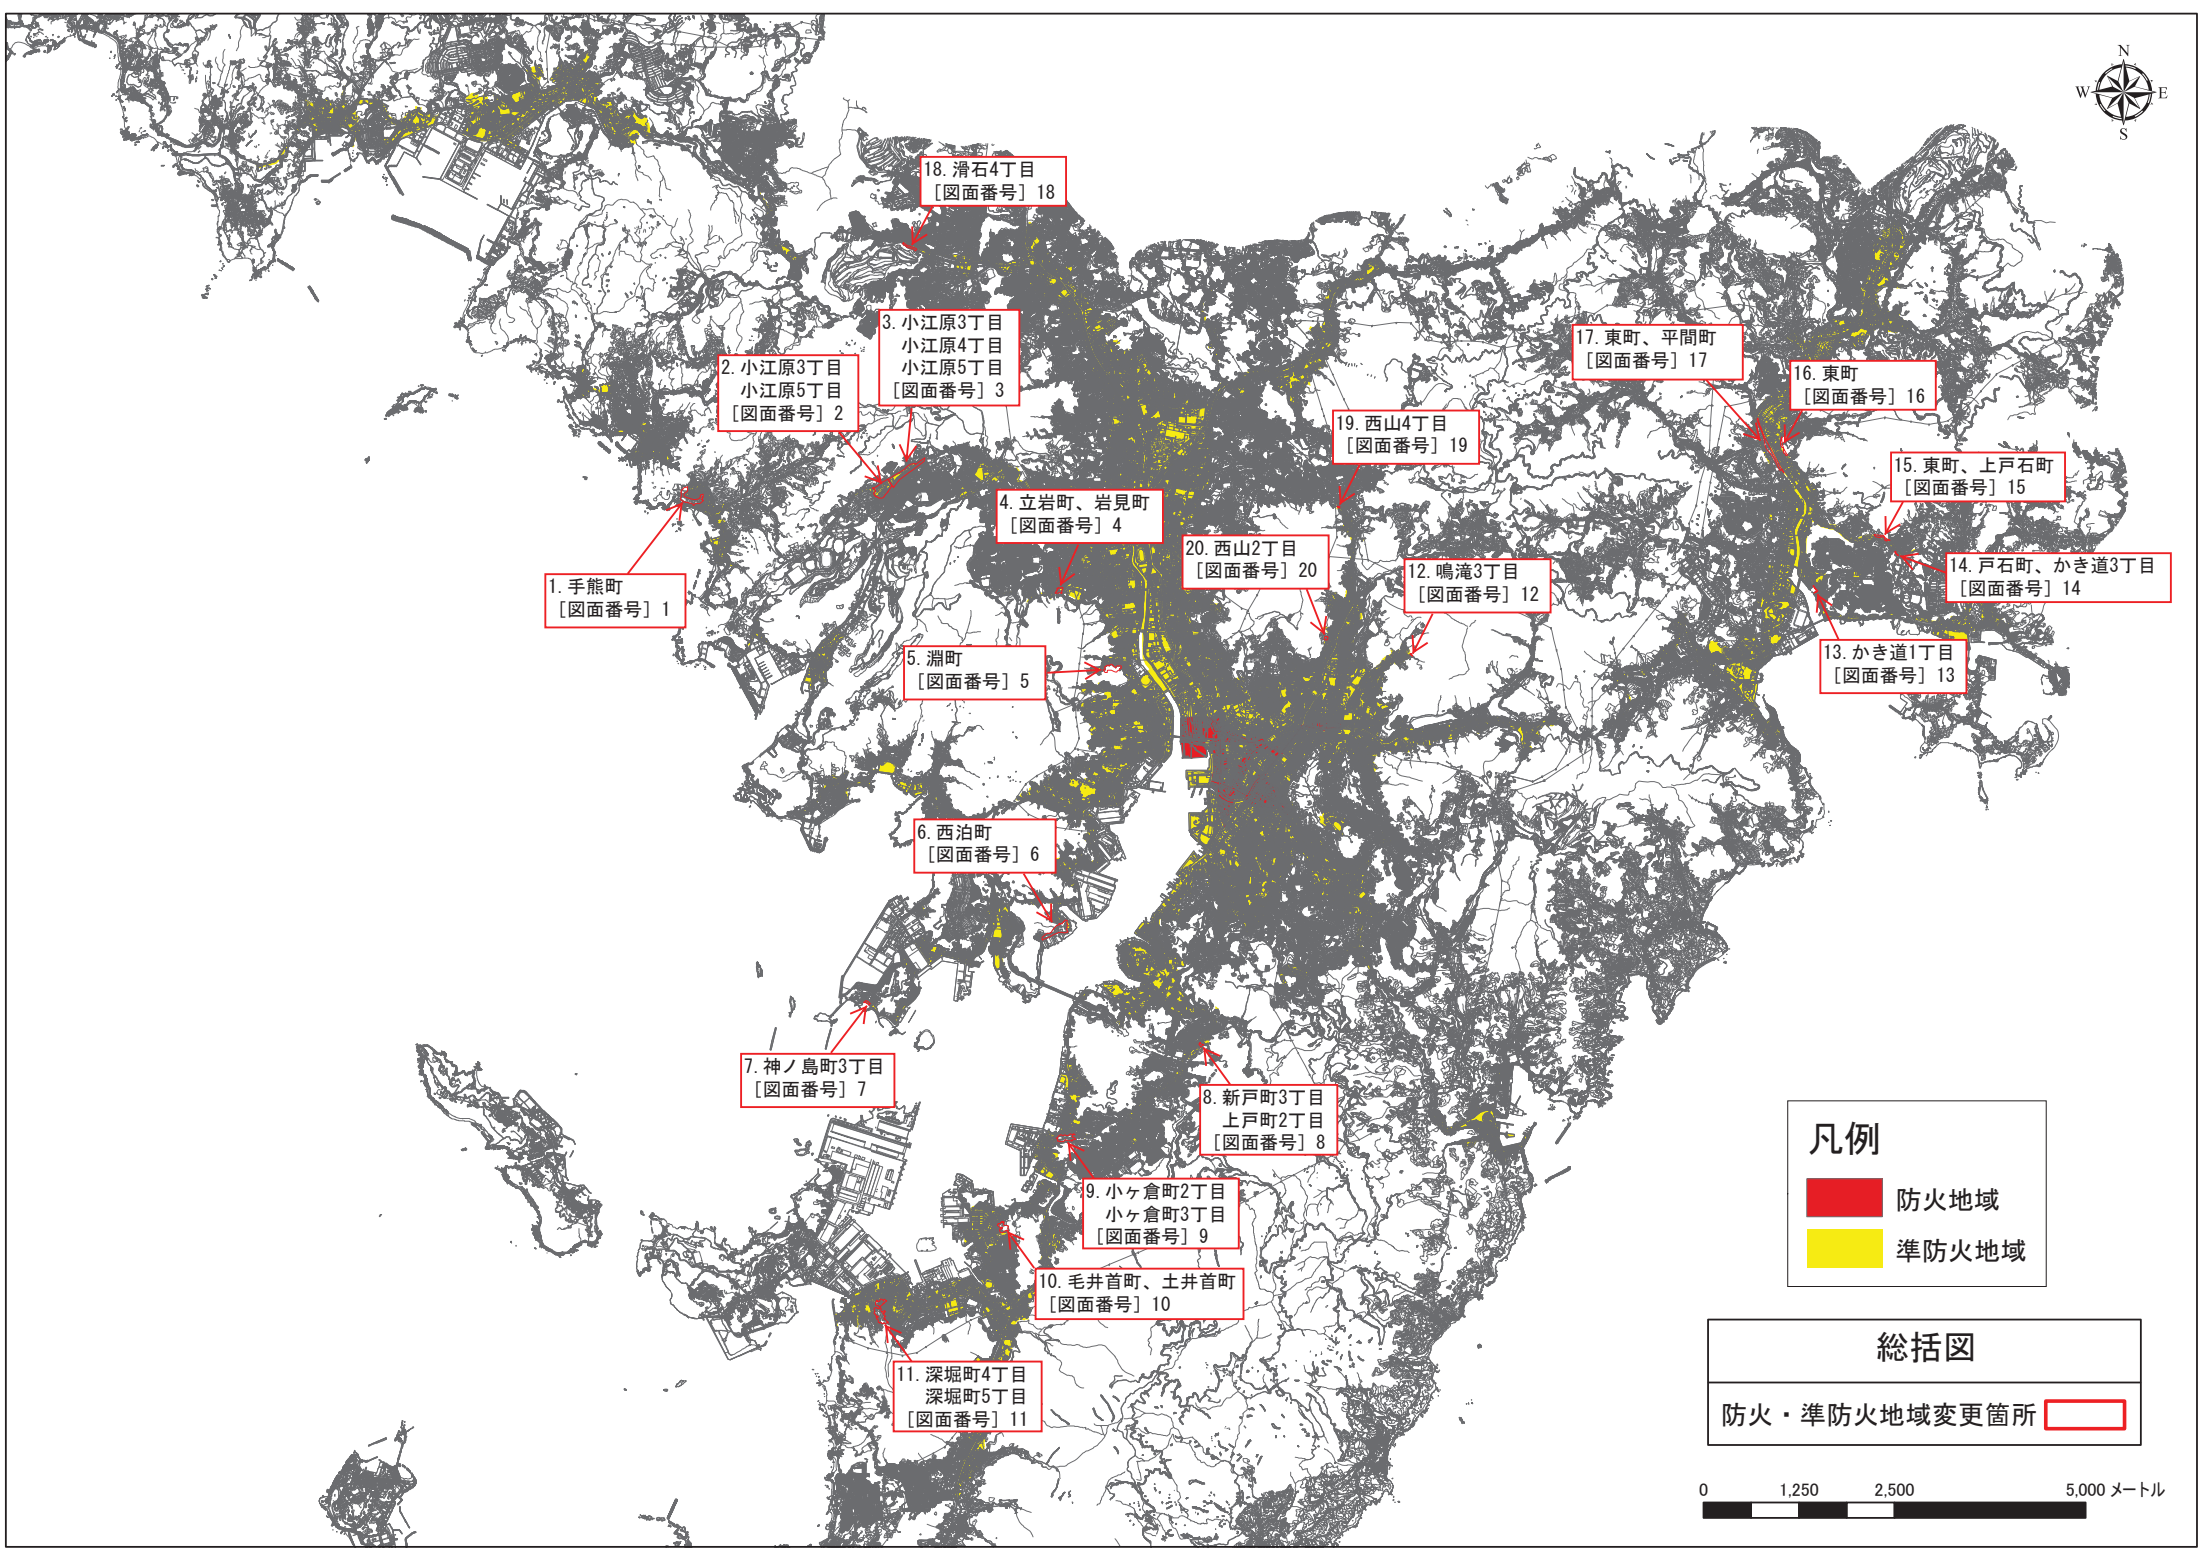 N
W
E
S
18. 滑石4丁目
[図面番号] 18
3. 小江原3丁目
小江原4丁目
小江原5丁目
[図面番号] 3
2. 小江原3丁目
小江原5丁目
[図面番号] 2
17. 東町、平間町
[図面番号] 17
16. 東町
[図面番号] 16
19. 西山4丁目
[図面番号] 19
15. 東町、上戸石町
[図面番号] 15
4. 立岩町、岩見町
[図面番号] 4
20. 西山2丁目
[図面番号] 20
12. 鳴滝3丁目
[図面番号] 12
14. 戸石町、かき道3丁目
[図面番号] 14
1. 手熊町
[図面番号] 1
5. 淵町
[図面番号] 5
13. かき道1丁目
[図面番号] 13
6. 西泊町
[図面番号] 6
7. 神ノ島町3丁目
[図面番号] 7
8. 新戸町3丁目
上戸町2丁目
[図面番号] 8
9. 小ヶ倉町2丁目
小ヶ倉町3丁目
[図面番号] 9
10. 毛井首町、土井首町
[図面番号] 10
11. 深堀町4丁目
深堀町5丁目
[図面番号] 11
凡例
防火地域
準防火地域
総括図
防火・準防火地域変更箇所
0 1,250 2,500 5,000 メートル